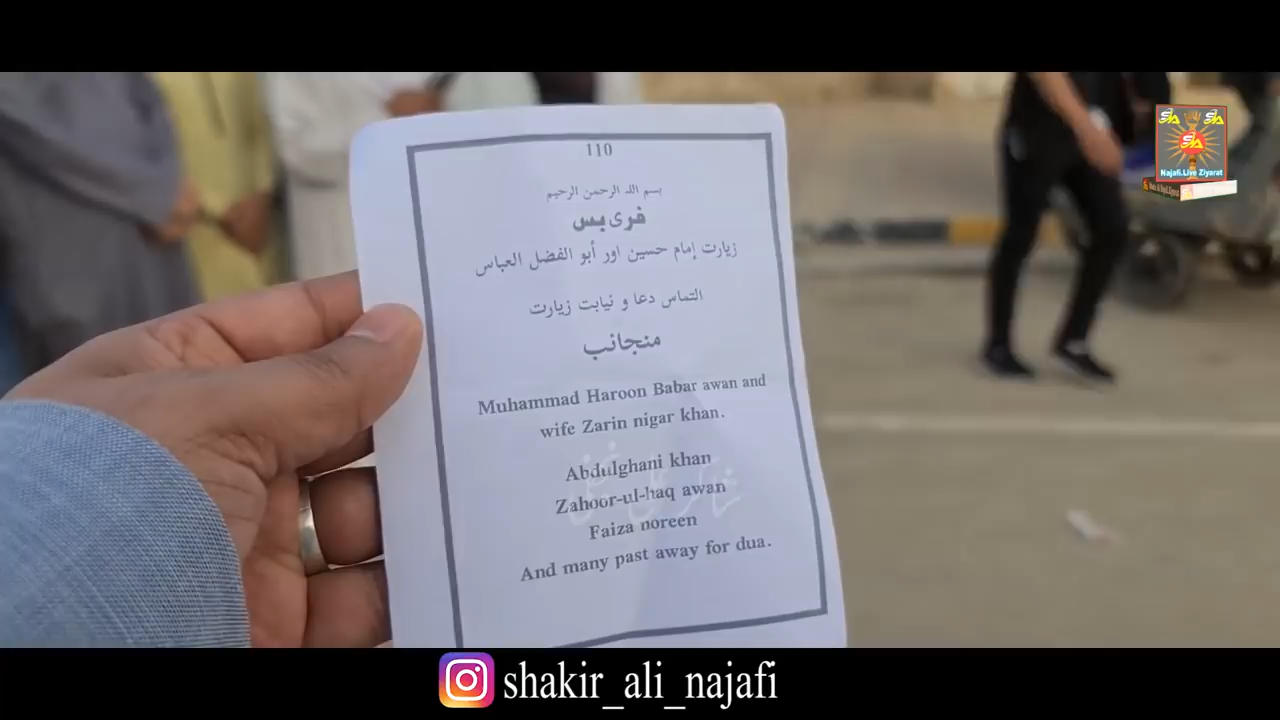 110
بسم الله الرحمن الرحيم
فری بس
زیارت إمام حسین اور أبو الفضل العباس
التماس دعا و نیابت زیارت
منجانب
Muhammad Haroon Babar awan and
wife Zarin nigar khan.
Abdulghani khan
Zahoor-ul-haq awan
Faiza noreen
And many past away for dua.
Najafi.Live Ziyarat
shakir_ali_najafi